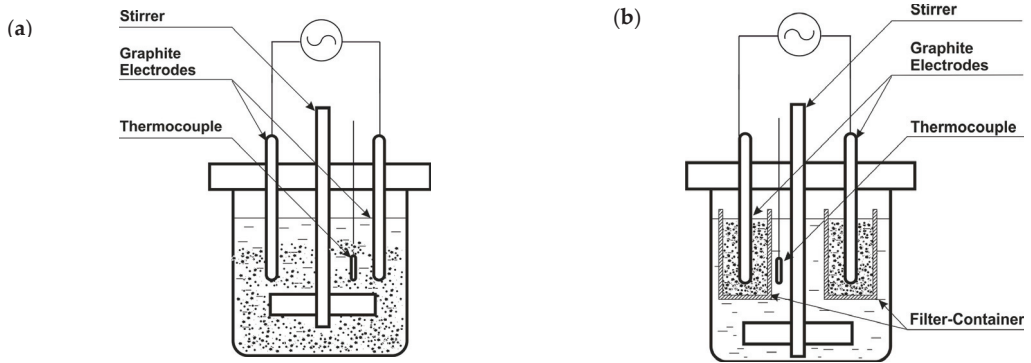 (a)
Stirrer
Graphite
Electrodes
Thermocouple
(b)
Stirrer
Graphite
Electrodes
Thermocouple
Filter-Container